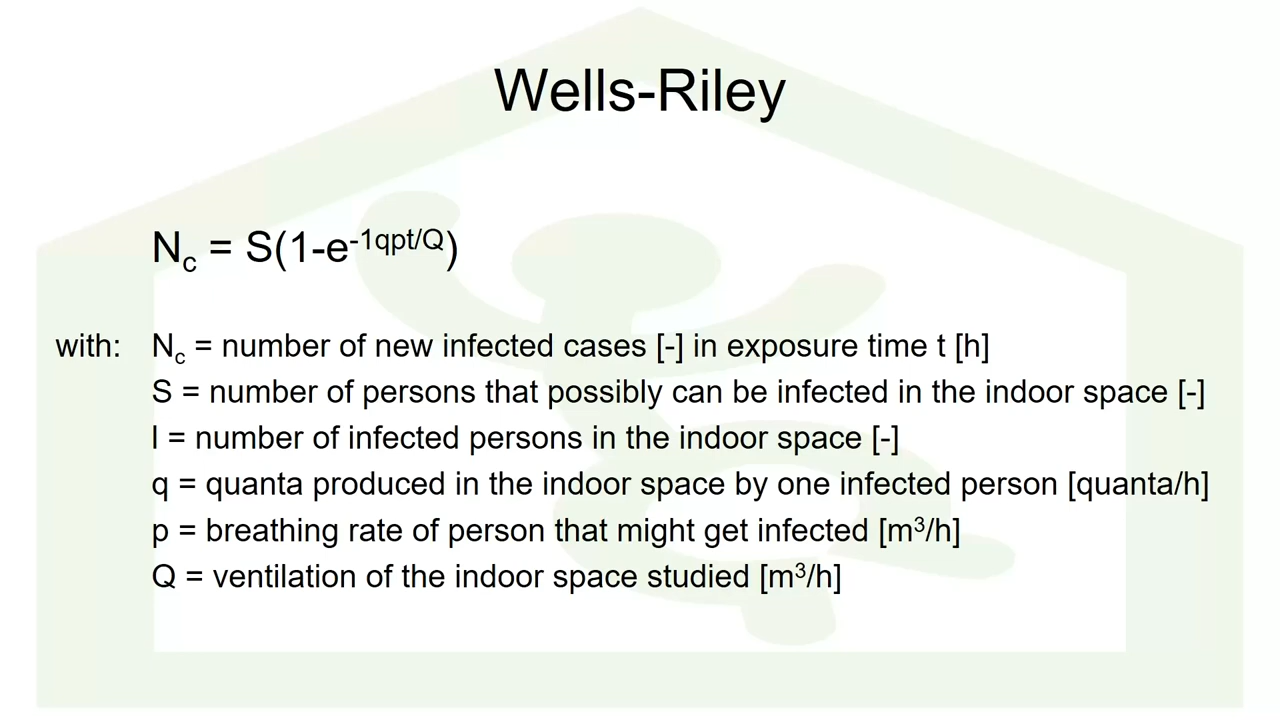 Wells-Riley
N_c = S(1-e^-1qpt/Q)
with: N_c = number of new infected cases [-] in exposure time t [h]
S = number of persons that possibly can be infected in the indoor space [-]
I = number of infected persons in the indoor space [-]
q = quanta produced in the indoor space by one infected person [quanta/h]
p = breathing rate of person that might get infected [m³/h]
Q = ventilation of the indoor space studied [m³/h]